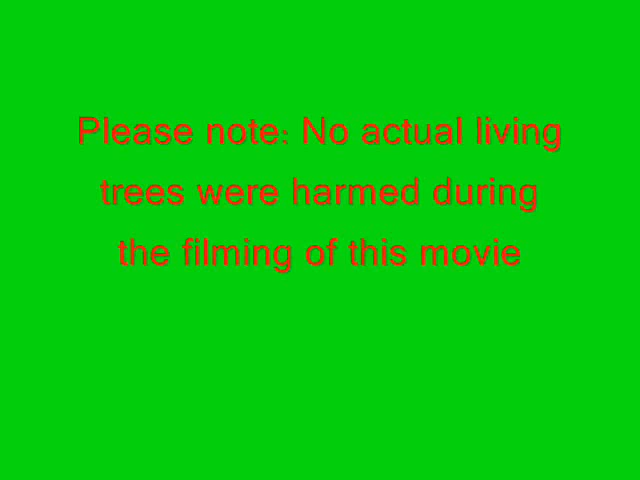 Please note: No actual living
trees were harmed during
the filming of this movie